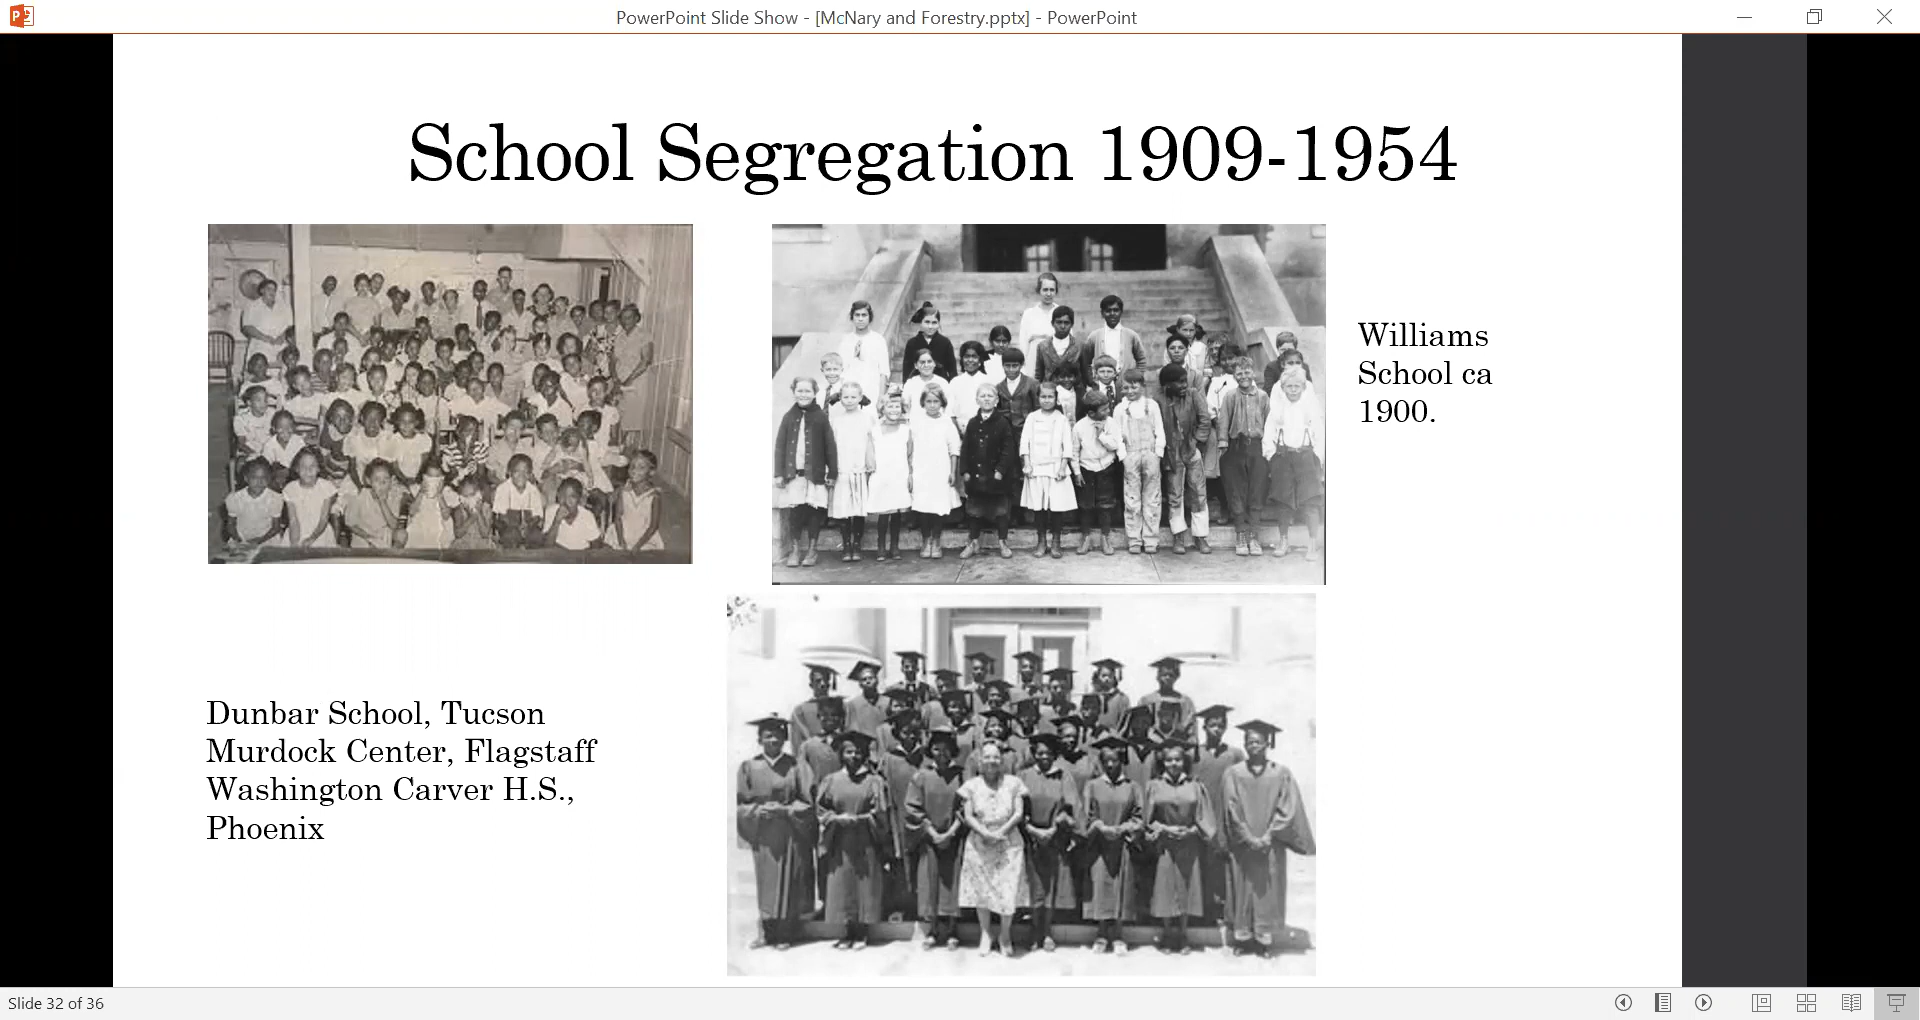 PowerPoint Slide Show - [McNary and Forestry.pptx] - PowerPoint
School Segregation 1909-1954
Williams
School ca
1900.
Dunbar School, Tucson
Murdock Center, Flagstaff
Washington Carver H.S.,
Phoenix
Slide 32 of 36